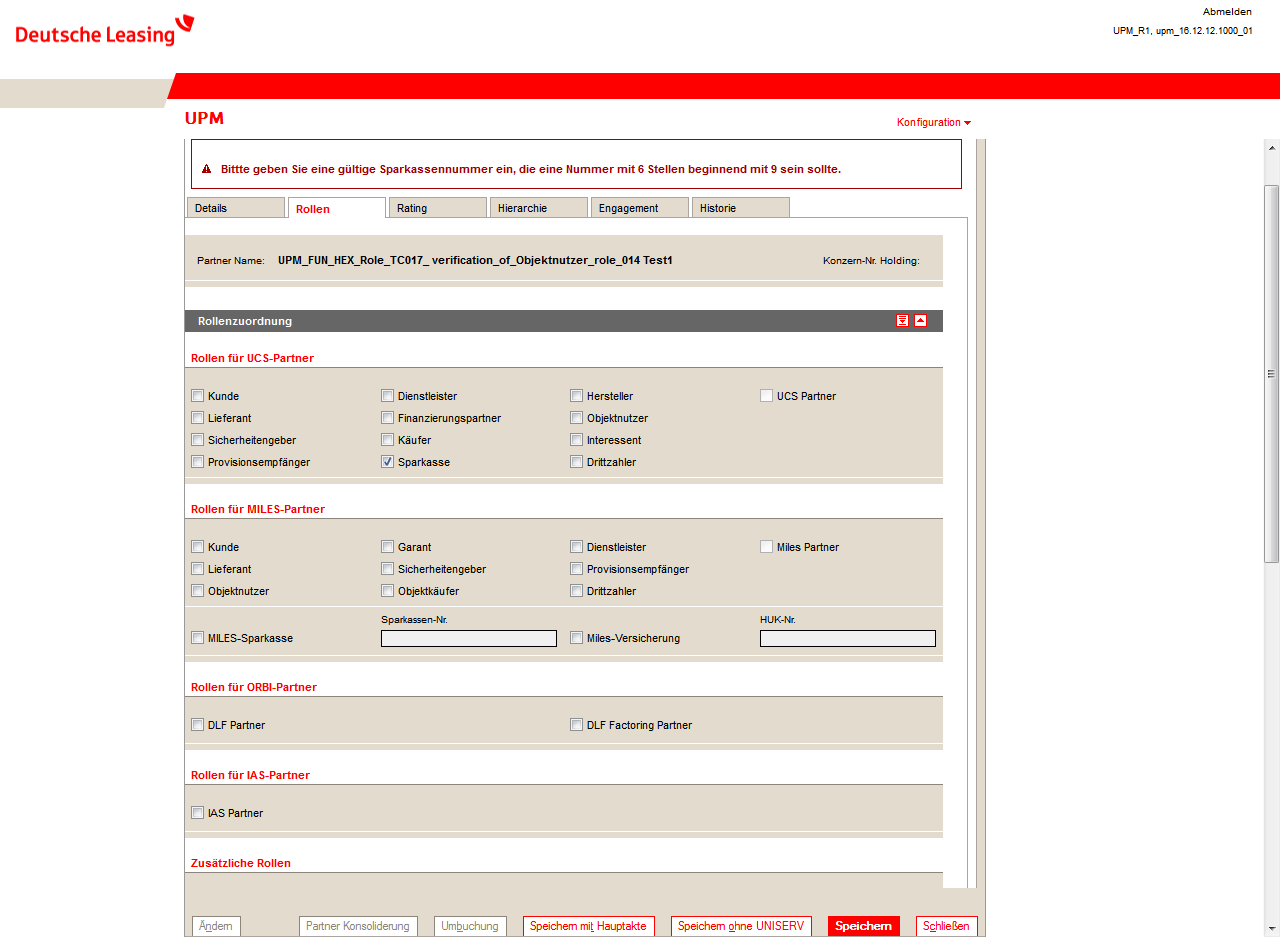 Deutsche Leasing
Abmelden
UPM_R1, upm_16.12.12.1000_01
UPM
Konfiguration
Bittte geben Sie eine gültige Sparkassennummer ein, die eine Nummer mit 6 Stellen beginnend mit 9 sein sollte.
Details Rollen Rating Hierarchie Engagement Historie
Partner Name: UPM_FUN_HEX_Role_TC017_ verification_of_Objektnutzer_role_014 Test1 Konzern-Nr. Holding:
Rollenzuordnung
Rollen für UCS-Partner
Kunde Dienstleister Hersteller UCS Partner
Lieferant Finanzierungspartner Objektnutzer
Sicherheitengeber Käufer Interessent
Provisionsempfänger Sparkasse Drittzahler
Rollen für MILES-Partner
Kunde Garant Dienstleister Miles Partner
Lieferant Sicherheitengeber Provisionsempfänger
Objektnutzer Objektkäufer Drittzahler
Sparkassen-Nr. HUK-Nr.
MILES-Sparkasse Miles-Versicherung
Rollen für ORBI-Partner
DLF Partner DLF Factoring Partner
Rollen für IAS-Partner
IAS Partner
Zusätzliche Rollen
Ändern Partner Konsolidierung Umbuchung Speichern mit Hauptakte Speichern ohne UNISERV Speichern Schließen